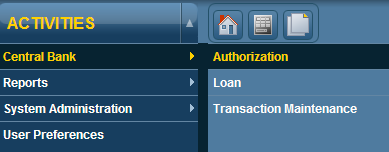 ACTIVITIES
Central Bank
Reports
System Administration
User Preferences
Authorization
Loan
Transaction Maintenance